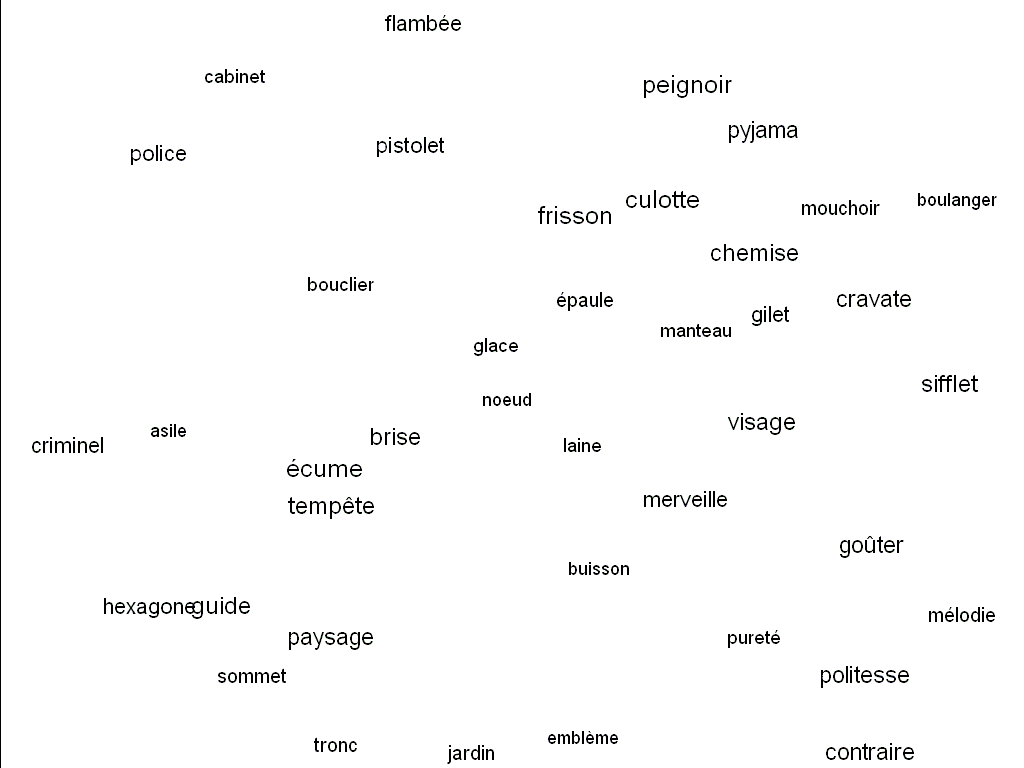 flambée
cabinet
peignoir
pyjama
police
pistolet
culotte
mouchoir
boulanger
frisson
chemise
bouclier
épaule
cravate
gilet
manteau
glace
sifflet
noeud
visage
criminel
asile
brise
laine
écume
tempête
merveille
goûter
buisson
hexagone guide
mélodie
paysage
pureté
sommet
politesse
tronc
jardin
emblème
contraire